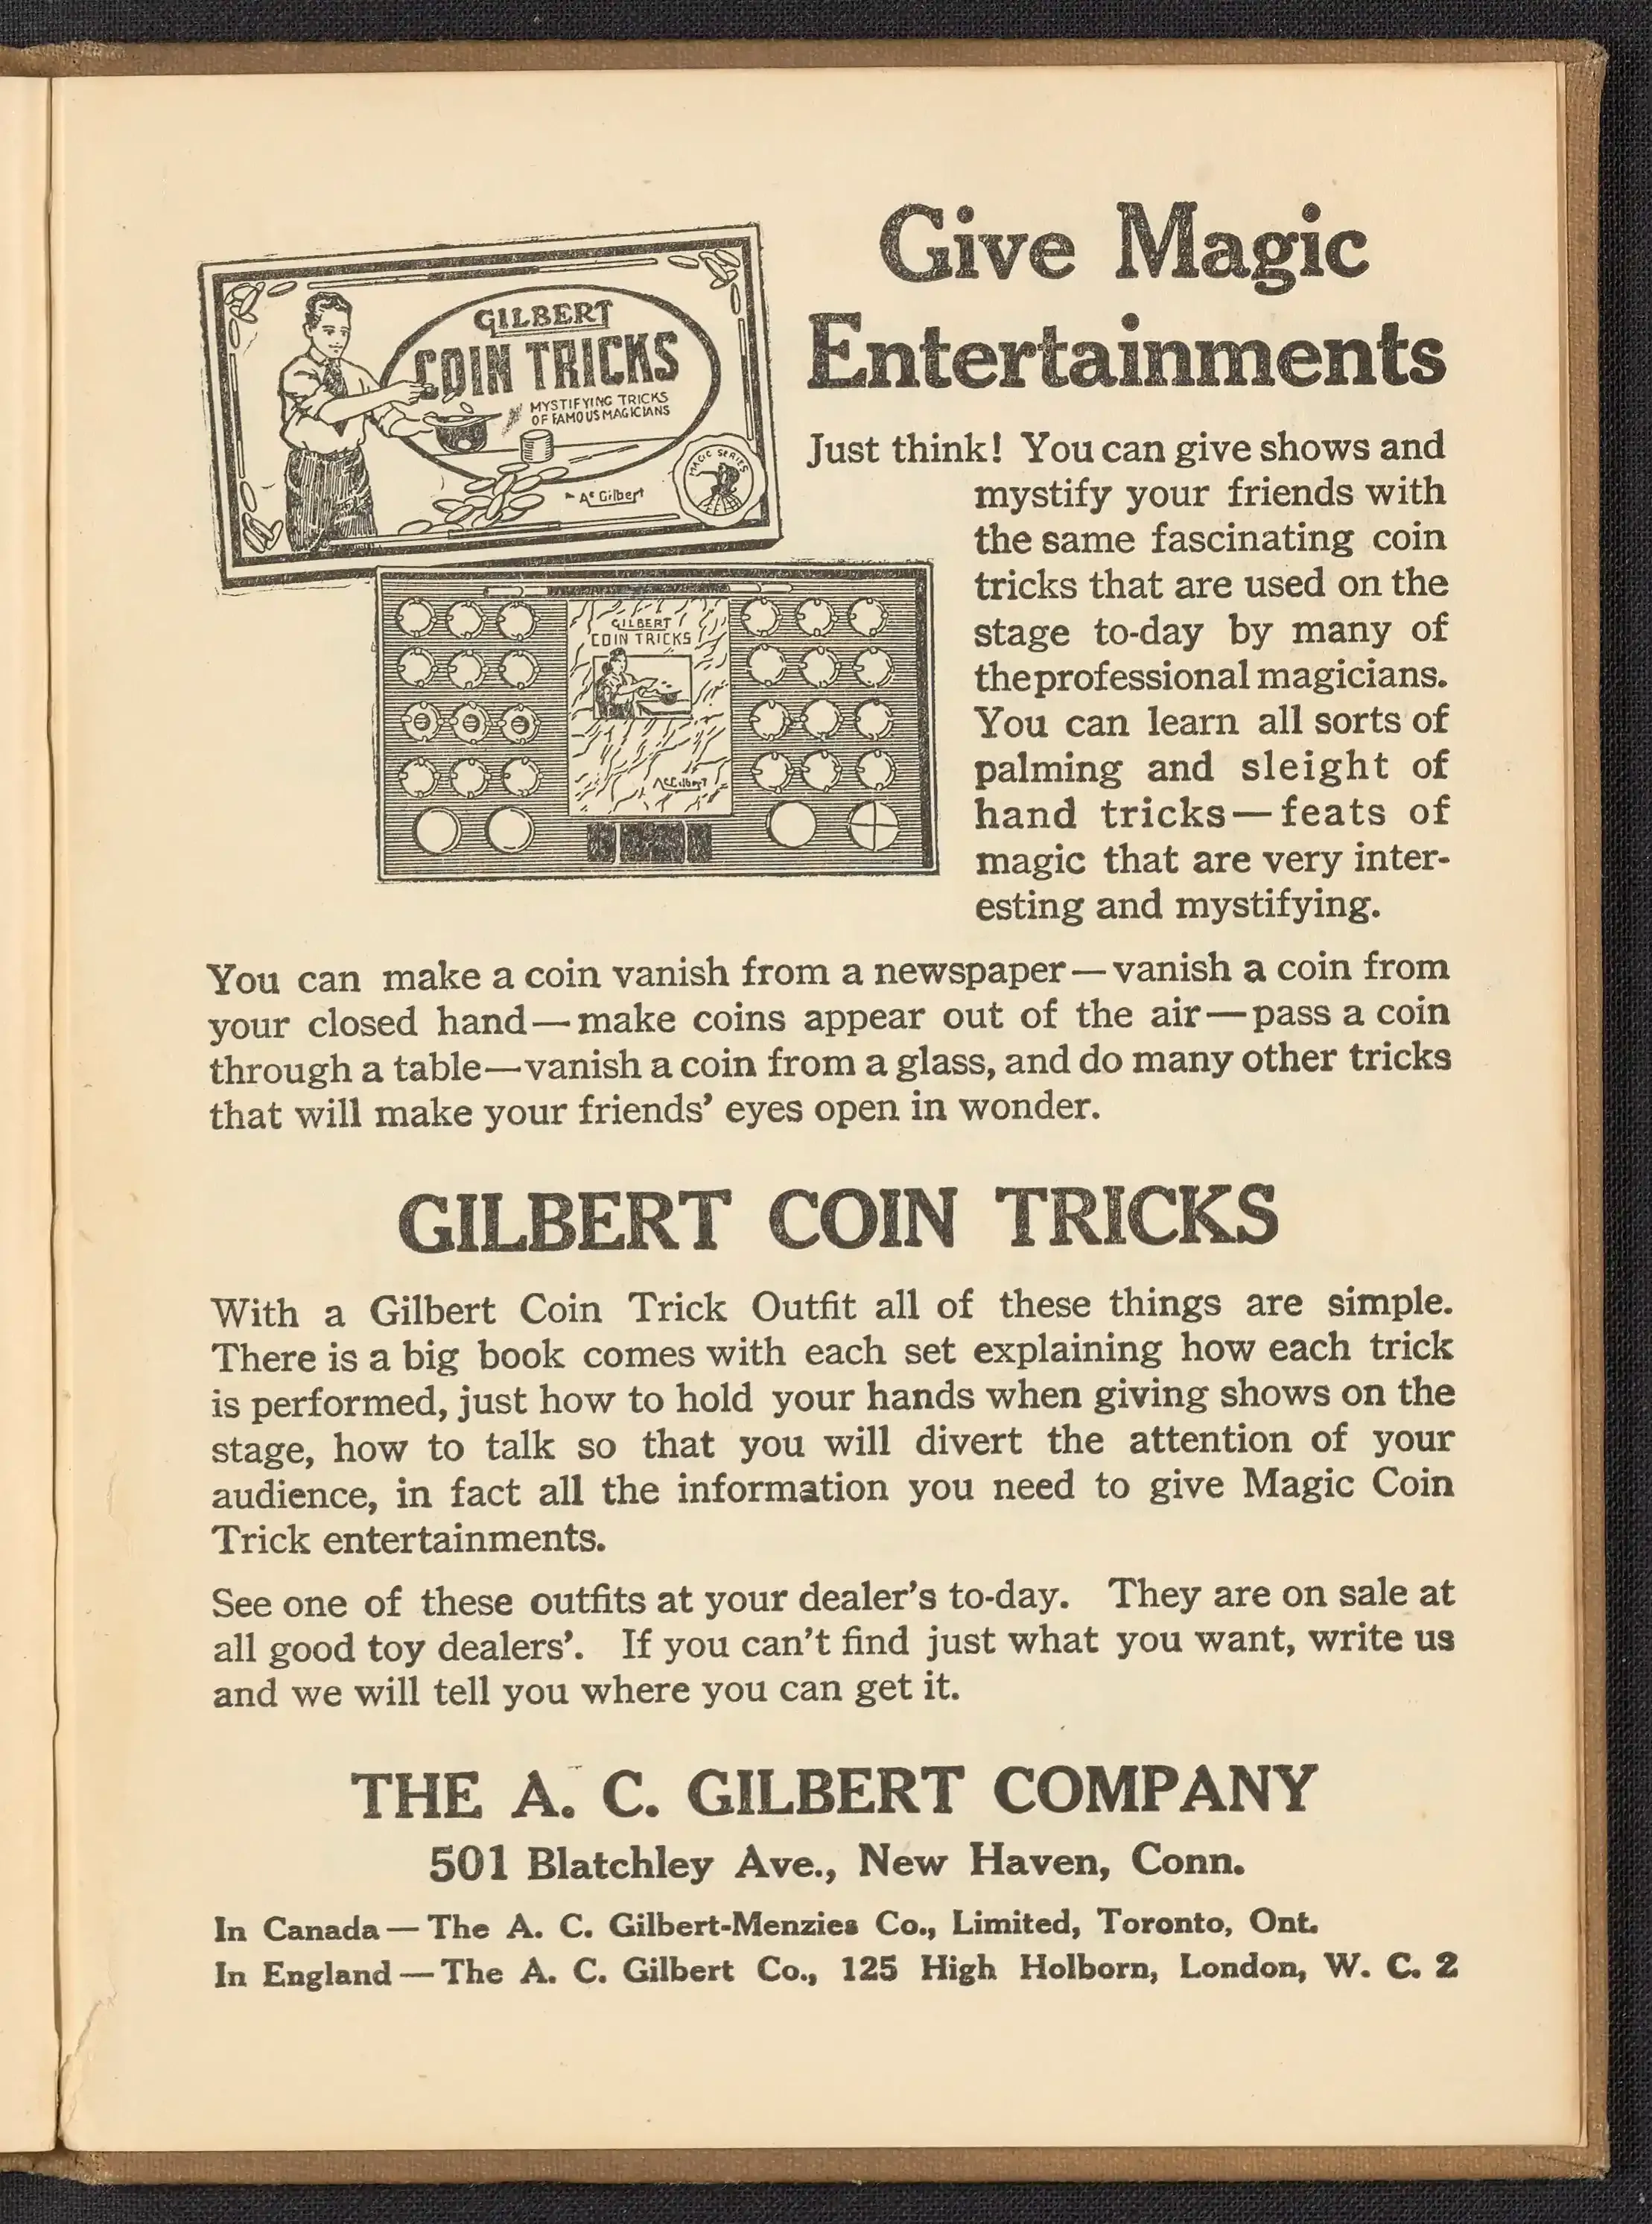 Give Magic
Entertainments
GILBERT
COIN TRICKS
MYSTIFYING TRICKS
OF FAMOUS MAGICIANS
MAGIC SERIES
A C Gilbert
GILBERT
COIN TRICKS
A C Gilbert
Just think! You can give shows and
mystify your friends with
the same fascinating coin
tricks that are used on the
stage to-day by many of
theprofessional magicians.
You can learn all sorts of
palming and sleight of
hand tricks—feats of
magic that are very inter-
esting and mystifying.
You can make a coin vanish from a newspaper—vanish a coin from
your closed hand—make coins appear out of the air—pass a coin
through a table—vanish a coin from a glass, and do many other tricks
that will make your friends’ eyes open in wonder.
GILBERT COIN TRICKS
With a Gilbert Coin Trick Outfit all of these things are simple.
There is a big book comes with each set explaining how each trick
is performed, just how to hold your hands when giving shows on the
stage, how to talk so that you will divert the attention of your
audience, in fact all the information you need to give Magic Coin
Trick entertainments.
See one of these outfits at your dealer’s to-day. They are on sale at
all good toy dealers’. If you can’t find just what you want, write us
and we will tell you where you can get it.
THE A. C. GILBERT COMPANY
501 Blatchley Ave., New Haven, Conn.
In Canada—The A. C. Gilbert-Menzies Co., Limited, Toronto, Ont.
In England—The A. C. Gilbert Co., 125 High Holborn, London, W. C. 2